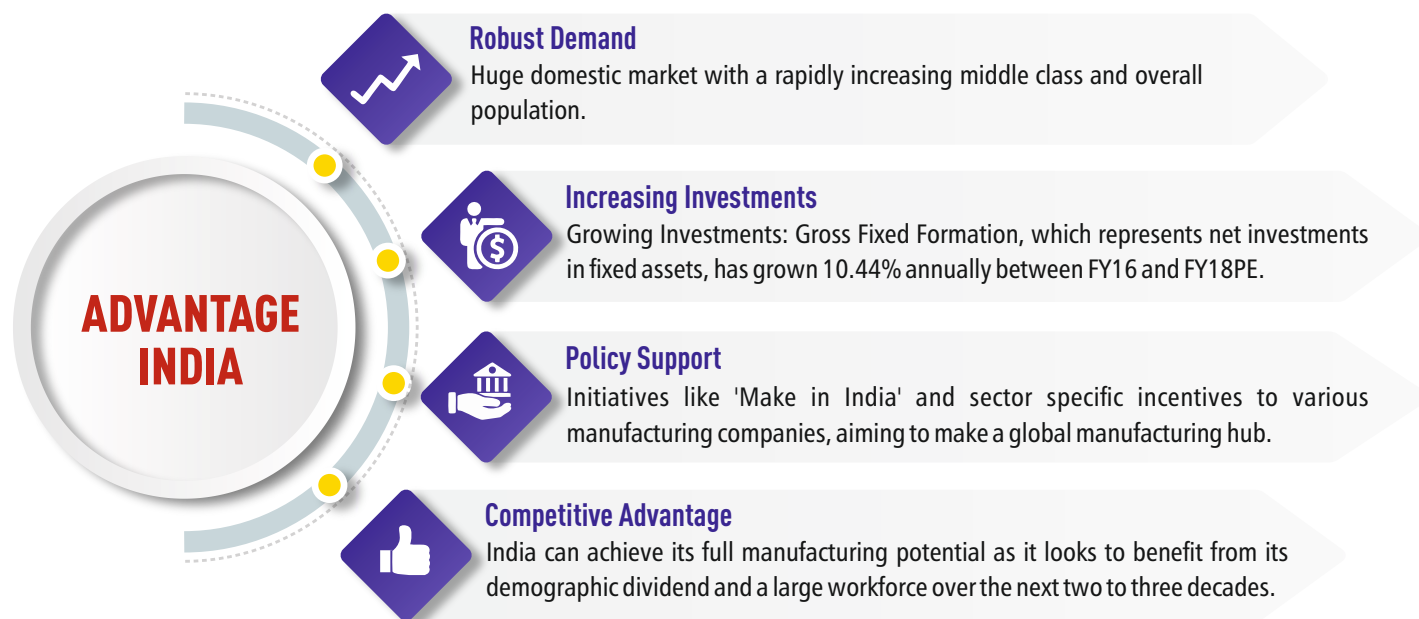 ADVANTAGE
INDIA
Robust Demand
Huge domestic market with a rapidly increasing middle class and overall
population.
Increasing Investments
Growing Investments: Gross Fixed Formation, which represents net investments
in fixed assets, has grown 10.44% annually between FY16 and FY18PE.
Policy Support
Initiatives like 'Make in India' and sector specific incentives to various
manufacturing companies, aiming to make a global manufacturing hub.
Competitive Advantage
India can achieve its full manufacturing potential as it looks to benefit from its
demographic dividend and a large workforce over the next two to three decades.